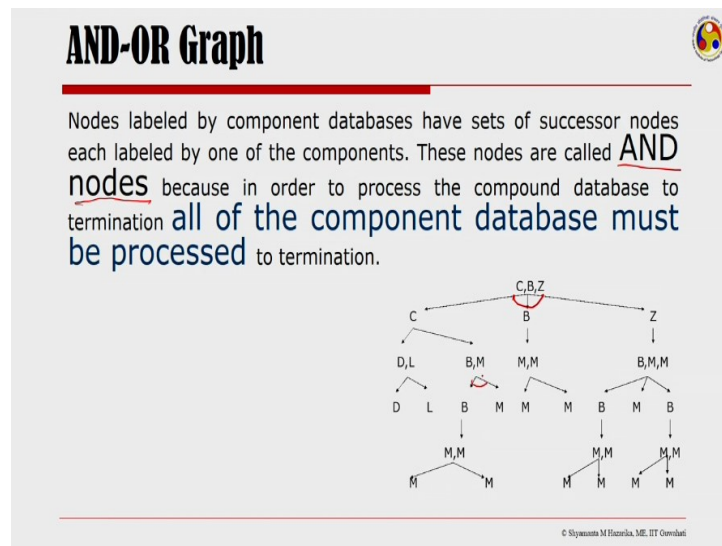 AND-OR Graph
Nodes labeled by component databases have sets of successor nodes
each labeled by one of the components. These nodes are called AND
nodes because in order to process the compound database to
termination all of the component database must
be processed to termination.
C,B,Z
C B Z
D,L B,M M,M B,M,M
D L B M M M B M B
M,M M,M M,M
M M M M M M
© Shyamanta M Hazarika, ME, IIT Guwahati